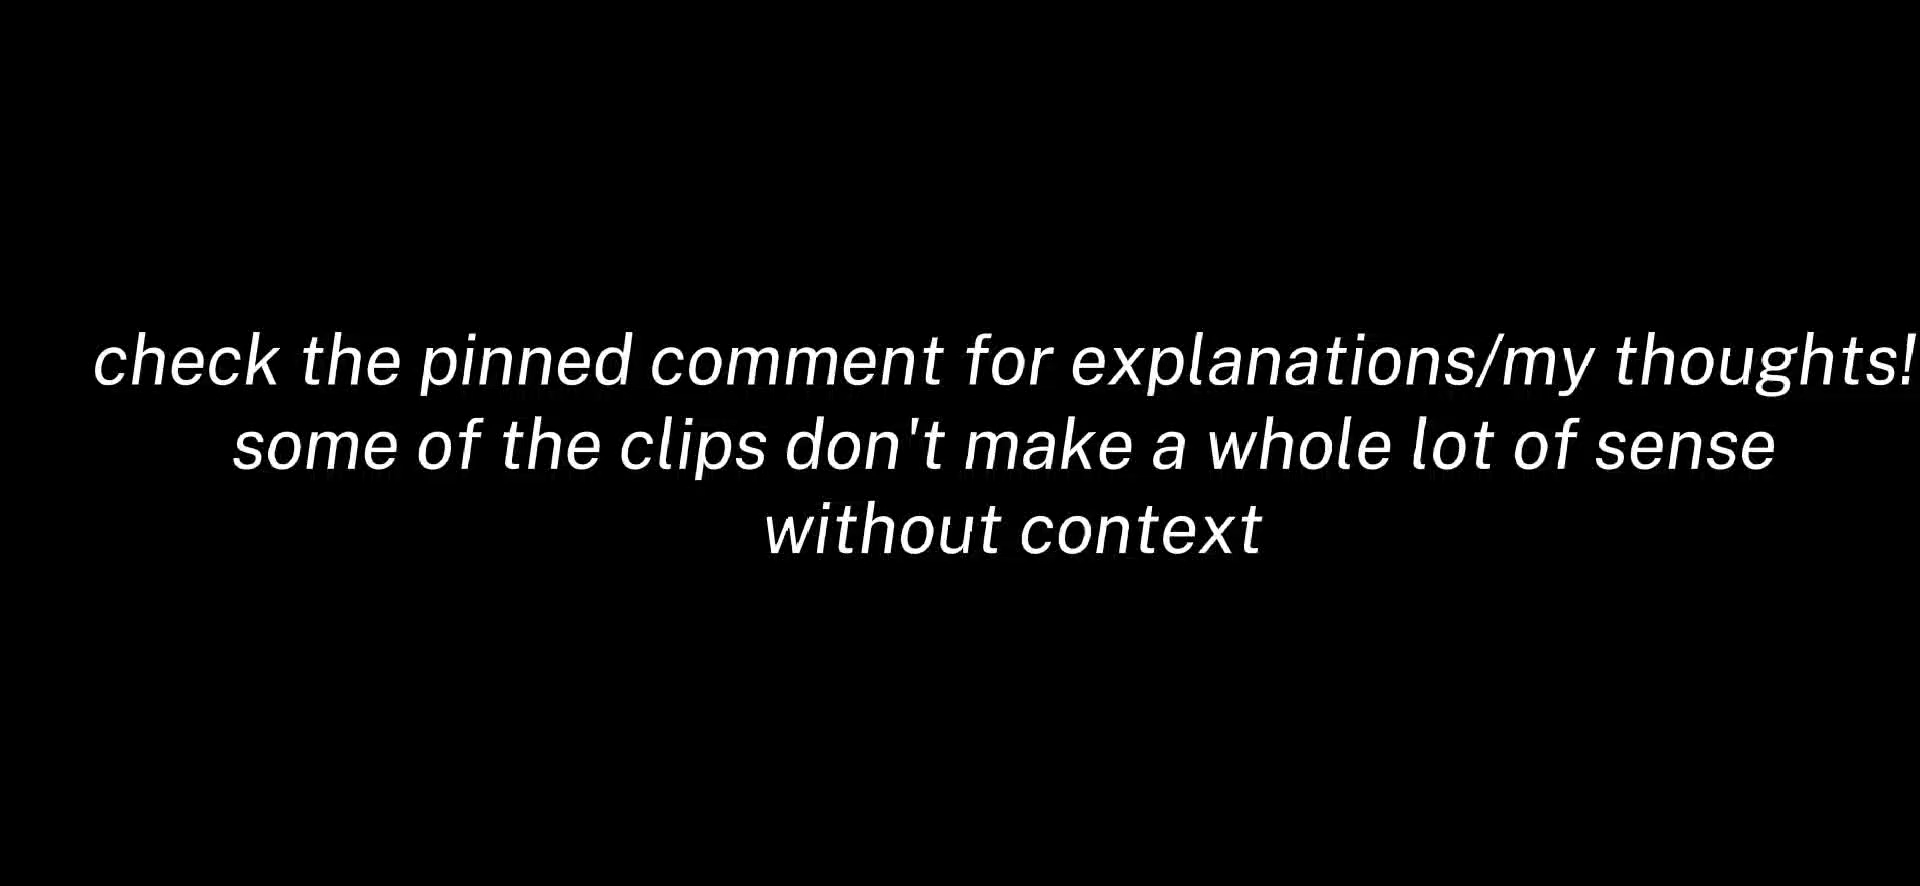 check the pinned comment for explanations/my thoughts!
some of the clips don't make a whole lot of sense
without context